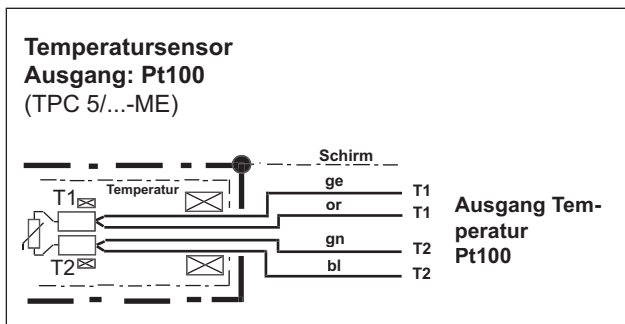 Temperatursensor
Ausgang: Pt100
(TPC 5/...-ME)
Schirm
Temperatur
T1
T2
ge T1
or T1
gn T2
bl T2
Ausgang Tem-
peratur
Pt100